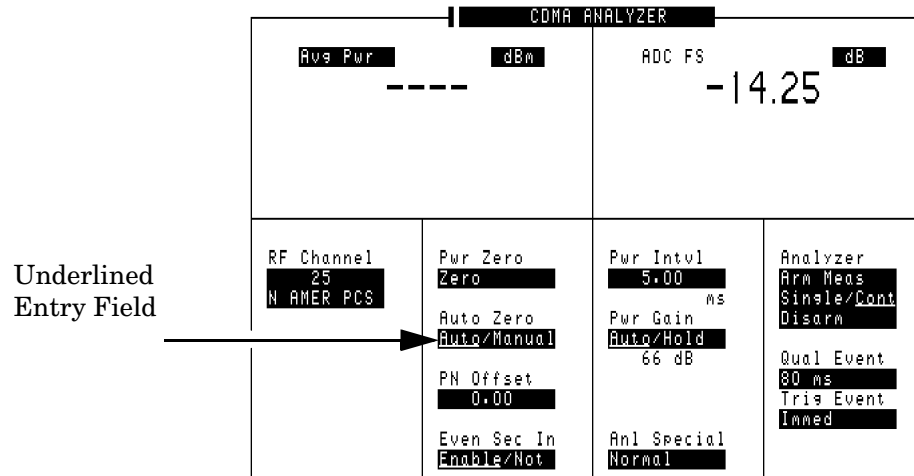 CDMA ANALYZER
Avg Pwr dBm
----
ADC FS dB
-14.25
Underlined
Entry Field
RF Channel
25
N AMER PCS
Pwr Zero
Zero
Auto Zero
Auto/Manual
PN Offset
0.00
Even Sec In
Enable/Not
Pwr Intvl
5.00
ms
Pwr Gain
Auto/Hold
66 dB
Anl Special
Normal
Analyzer
Arm Meas
Single/Cont
Disarm
Qual Event
80 ms
Trig Event
Immed